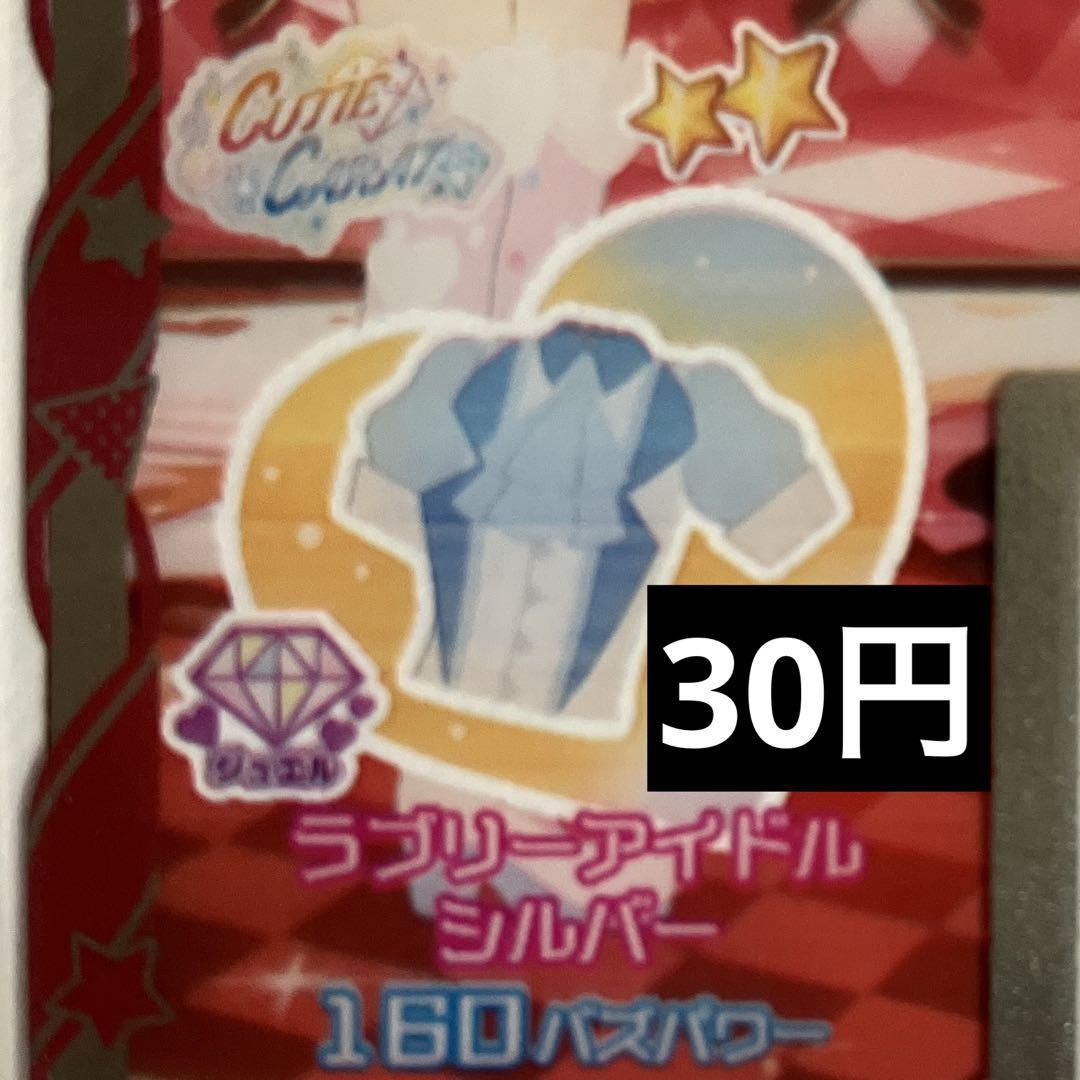 CUTIE
CARAT
30円
ジュエル
ラブリーアイドル
シルバー
160バズパワー